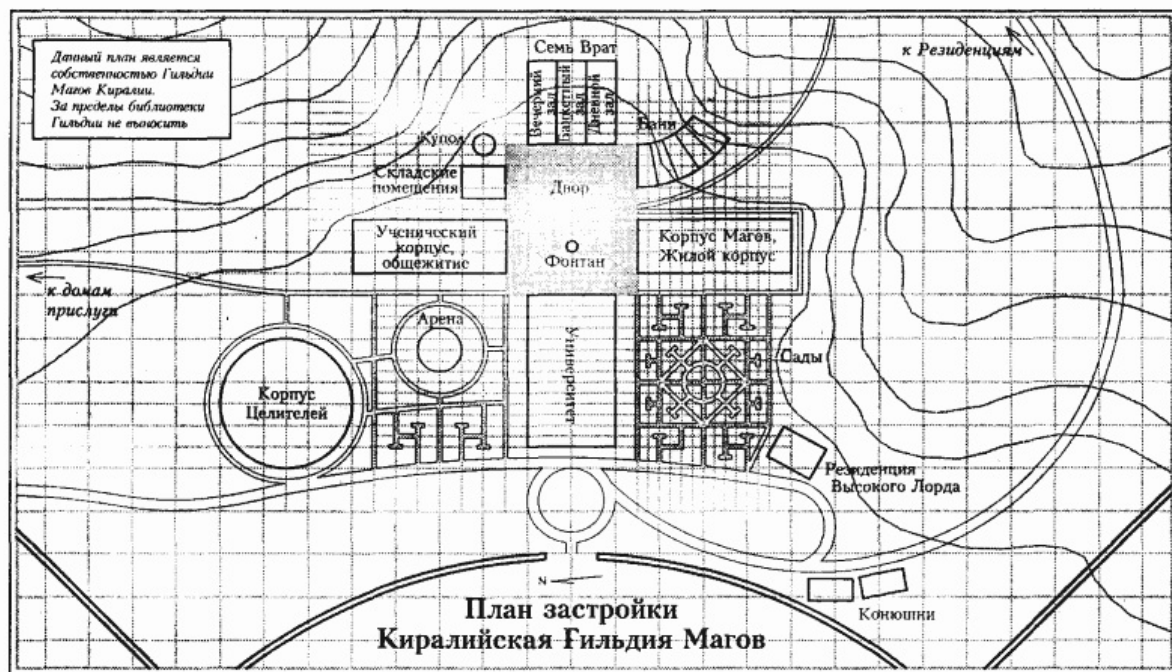 Данный план является
собственностью Гильдии
Магов Киралии.
За пределы библиотеки
Гильдии не выносить
Семь Врат
к Резиденциям
Вечерний
зал
Банкетный
зал
Дневной
зал
Бани
Купол
Складские
помещения
Двор
Ученический
корпус,
общежитие
Фонтан
Корпус Магов,
Жилой корпус
к домам
прислуги
Арена
Университет
Сады
Корпус
Целителей
Резиденция
Высокого Лорда
N
Конюшни
План застройки
Киралийская Гильдия Магов